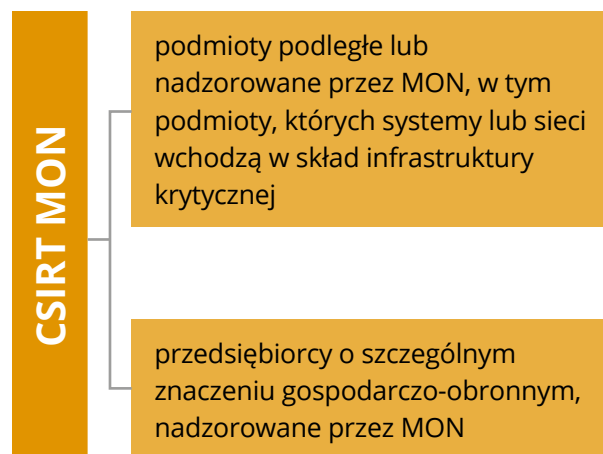 CSIRT MON
podmioty podległe lub
nadzorowane przez MON, w tym
podmioty, których systemy lub sieci
wchodzą w skład infrastruktury
krytycznej
przedsiębiorcy o szczególnym
znaczeniu gospodarczo-obronnym,
nadzorowane przez MON